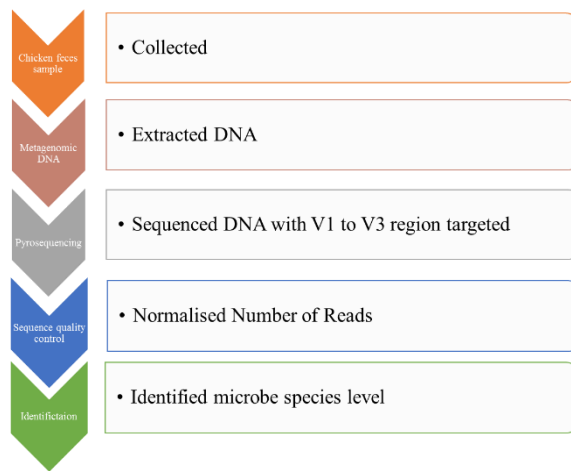 Chicken feces
sample
• Collected
Metagenomic
DNA
• Extracted DNA
Pyrosequencing
• Sequenced DNA with V1 to V3 region targeted
Sequence quality
control
• Normalised Number of Reads
Identifictaion
• Identified microbe species level